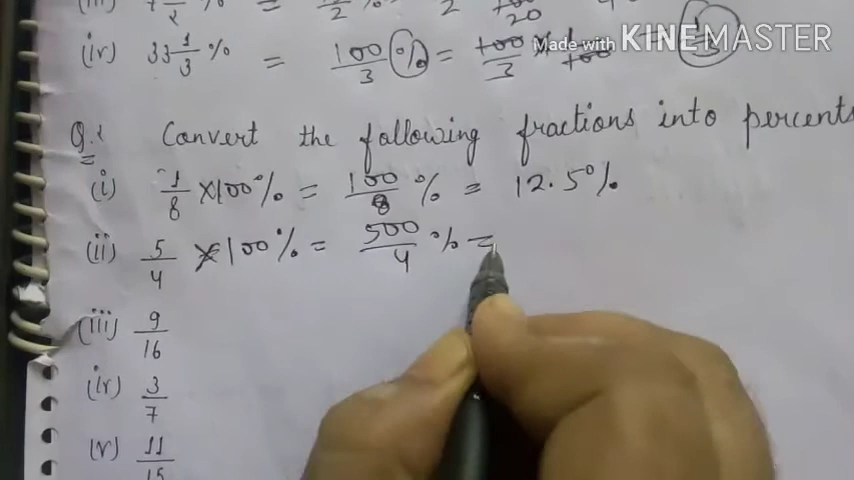 (iv) 33 1/3 % = 100/3 % = 100/3 ×
Made with KINEMASTER
Q.2 Convert the following fractions into percents
(i) 1/8 ×100% = 100/8 % = 12.5%
(ii) 5/4 ×100% = 500/4 % =
(iii) 9/16
(iv) 3/7
(v) 11/15